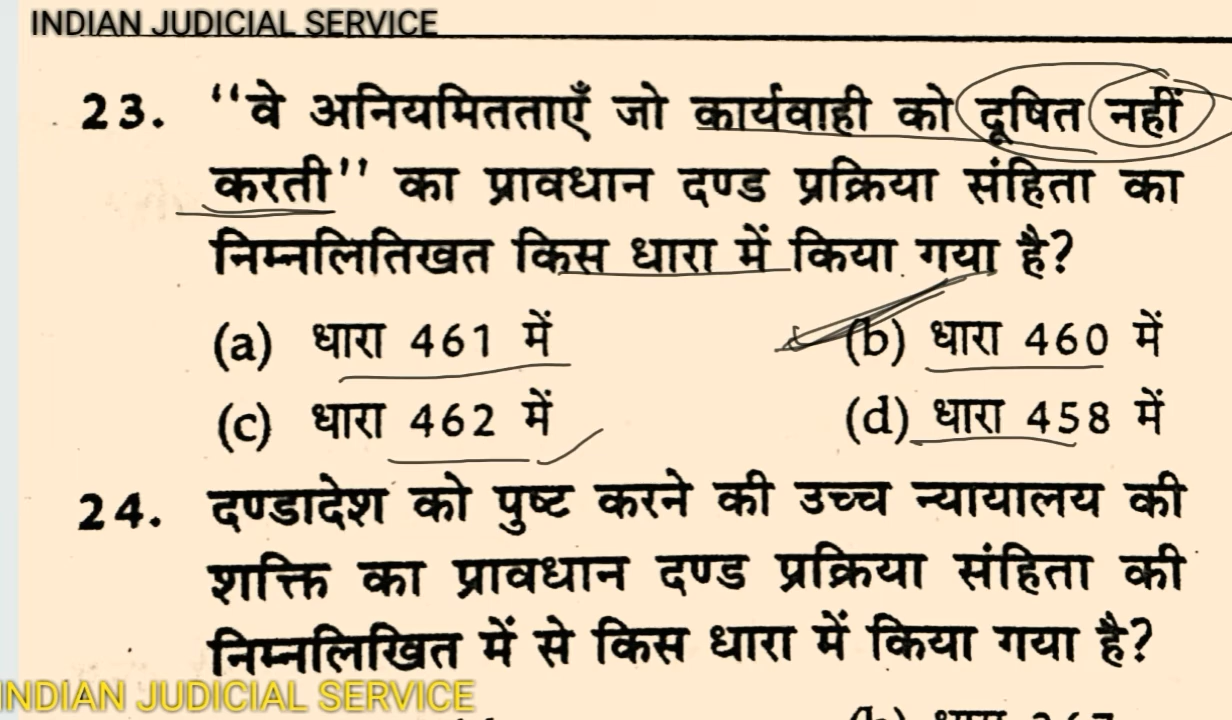 INDIAN JUDICIAL SERVICE
23. “वे अनियमितताएँ जो कार्यवाही को दूषित नहीं
करती” का प्रावधान दण्ड प्रक्रिया संहिता का
निम्नलितिखत किस धारा में किया गया है?
(a) धारा 461 में (b) धारा 460 में
(c) धारा 462 में (d) धारा 458 में
24. दण्डादेश को पुष्ट करने की उच्च न्यायालय की
शक्ति का प्रावधान दण्ड प्रक्रिया संहिता की
निम्नलिखित में से किस धारा में किया गया है?
INDIAN JUDICIAL SERVICE